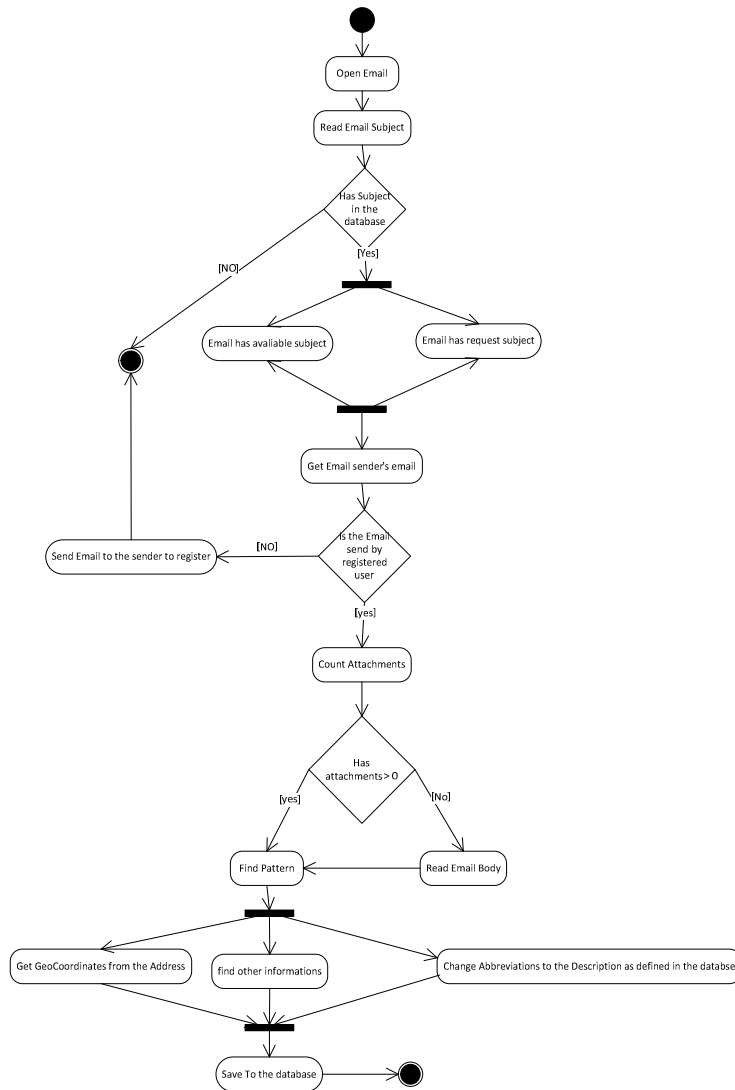 Open Email
Read Email Subject
Has Subject
in the
database
[Yes]
[NO]
Email has avaliable subject
Email has request subject
Get Email sender's email
Is the Email
send by
registered
user
[NO]
Send Email to the sender to register
[yes]
Count Attachments
Has
attachments > 0
[yes]
[No]
Find Pattern
Read Email Body
Get GeoCoordinates from the Address
find other informations
Change Abbreviations to the Description as defined in the databse
Save To the database